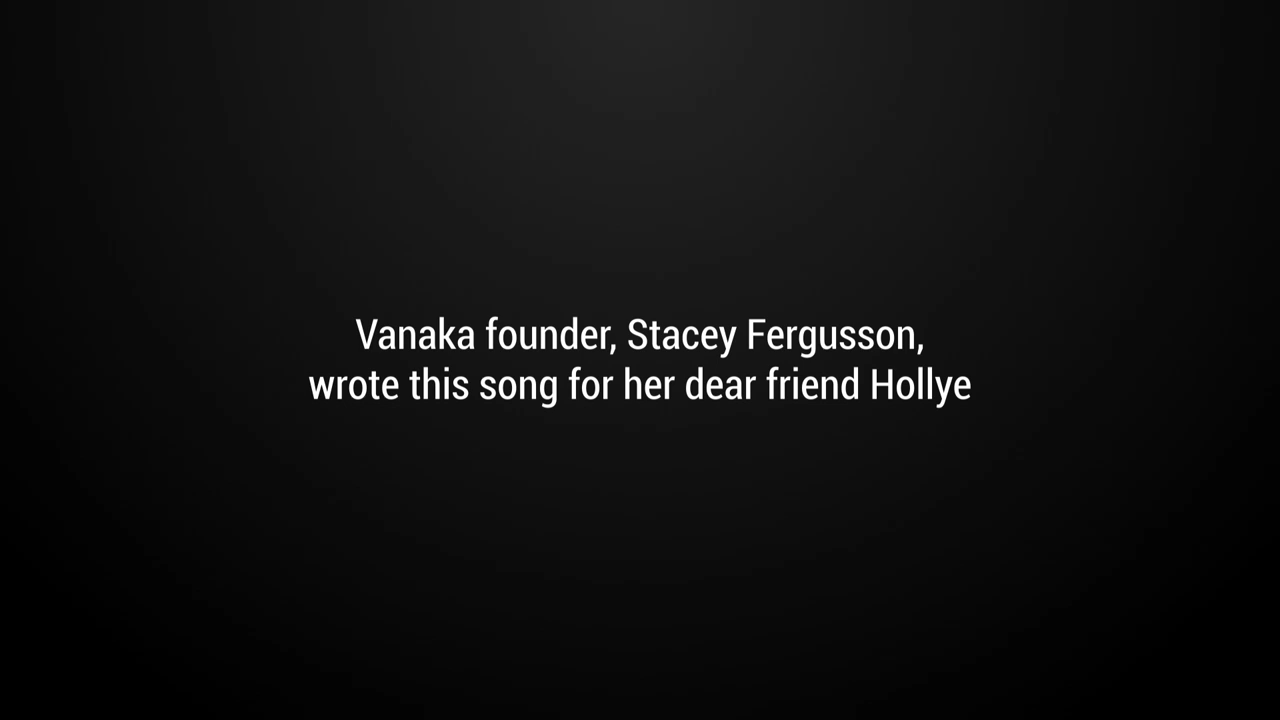 Vanaka founder, Stacey Fergusson,
wrote this song for her dear friend Hollye